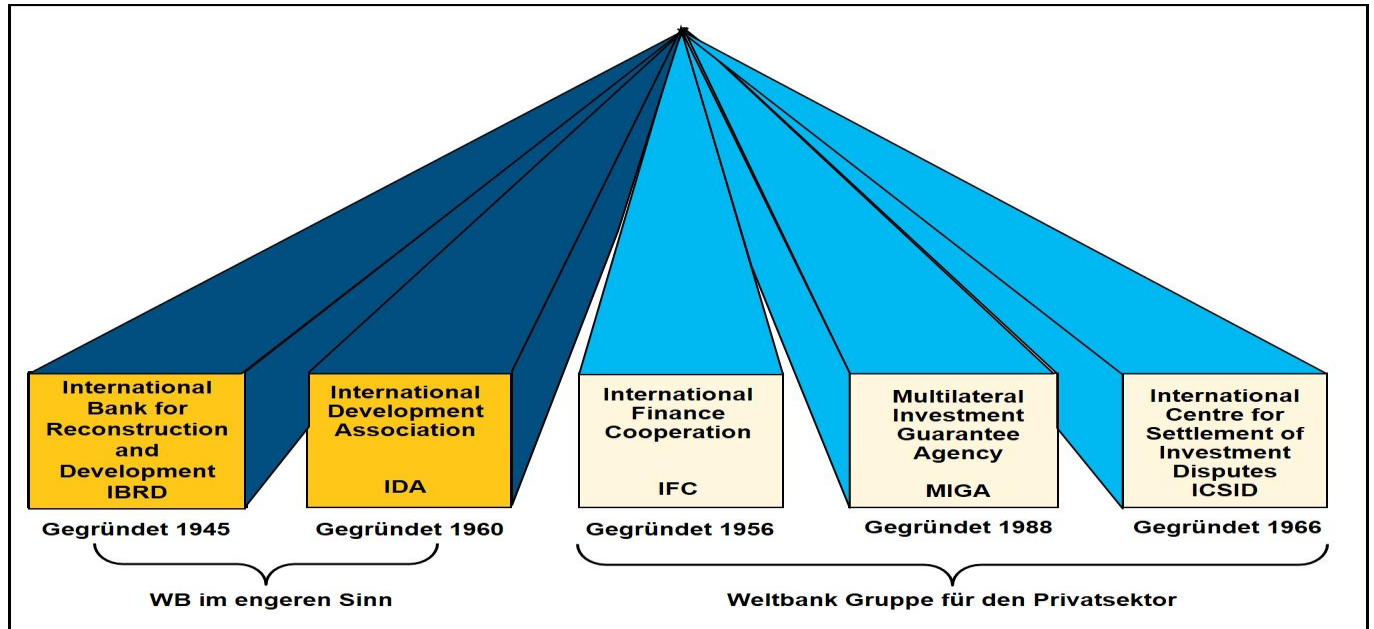 International
Bank for
Reconstruction
and
Development
IBRD
Gegründet 1945
International
Development
Association
IDA
Gegründet 1960
International
Finance
Cooperation
IFC
Gegründet 1956
Multilateral
Investment
Guarantee
Agency
MIGA
Gegründet 1988
International
Centre for
Settlement of
Investment
Disputes
ICSID
Gegründet 1966
WB im engeren Sinn
Weltbank Gruppe für den Privatsektor